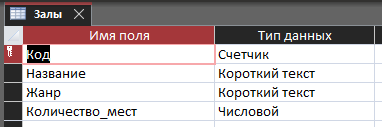 Залы
Имя поля Тип данных
Код Счетчик
Название Короткий текст
Жанр Короткий текст
Количество_мест Числовой